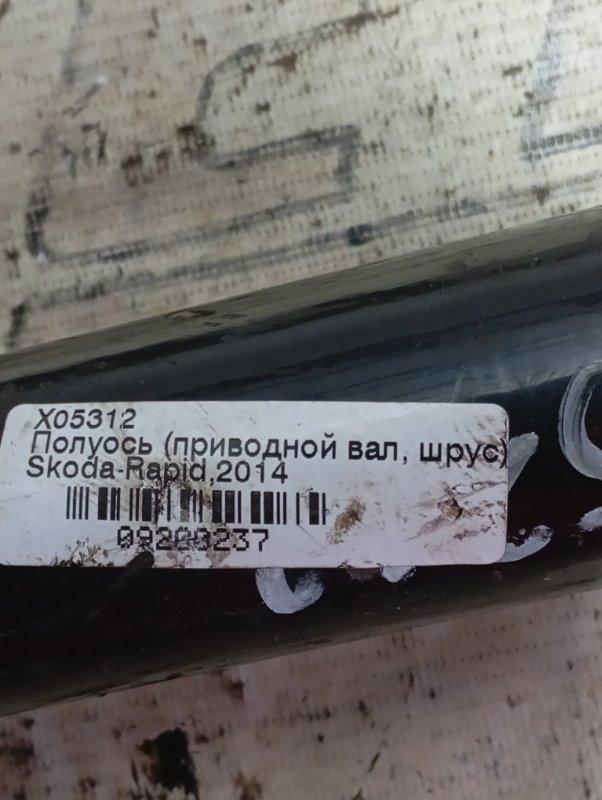 X05312
Полуось (приводной вал, шрус)
Skoda-Rapid,2014
09200237